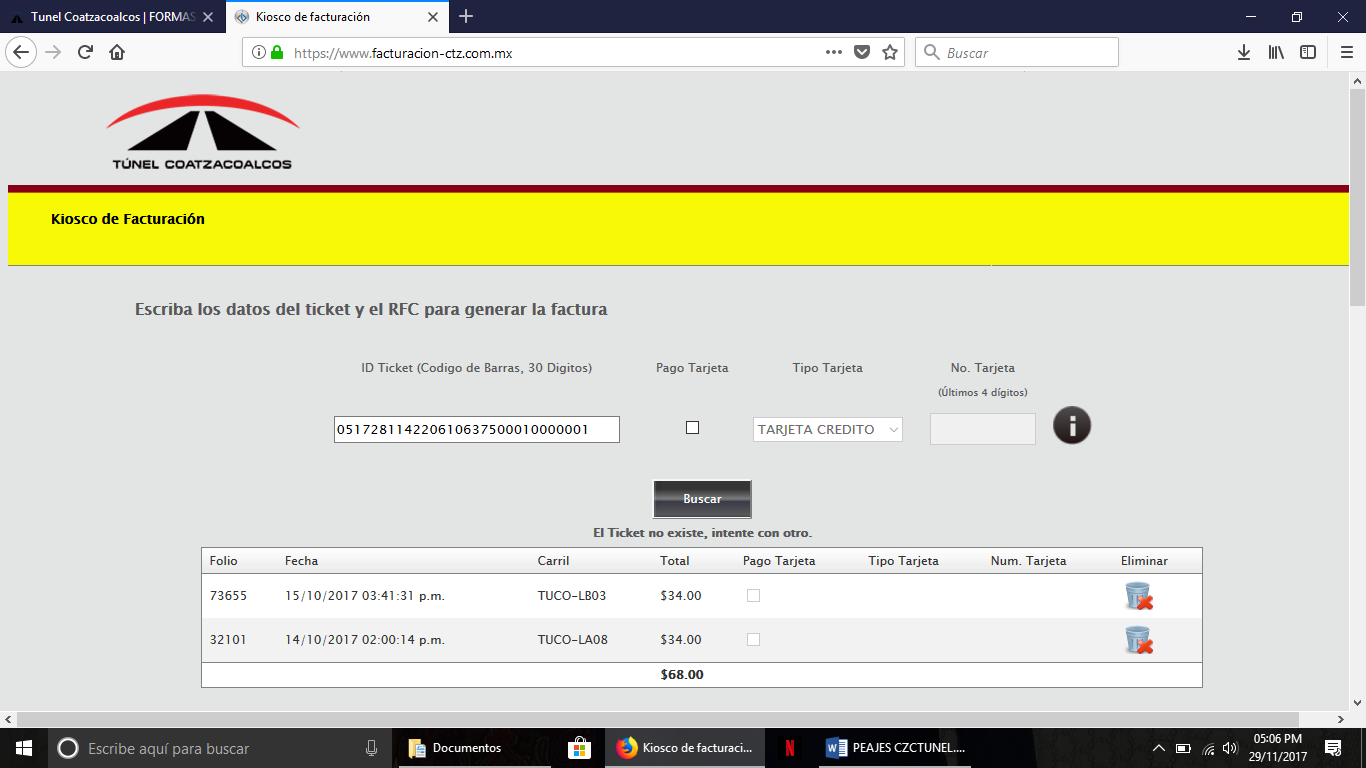 Tunel Coatzacoalcos | FORMAS
Kiosco de facturación
https://www.facturacion-ctz.com.mx
Buscar
TÚNEL COATZACOALCOS
Kiosco de Facturación
Escriba los datos del ticket y el RFC para generar la factura
ID Ticket (Codigo de Barras, 30 Digitos) Pago Tarjeta Tipo Tarjeta No. Tarjeta
(Últimos 4 dígitos)
051728114220610637500010000001 TARJETA CREDITO
Buscar
El Ticket no existe, intente con otro.
Folio Fecha Carril Total Pago Tarjeta Tipo Tarjeta Num. Tarjeta Eliminar
73655 15/10/2017 03:41:31 p.m. TUCO-LB03 $34.00
32101 14/10/2017 02:00:14 p.m. TUCO-LA08 $34.00
$68.00
Escribe aquí para buscar
Documentos
Kiosco de facturaci...
PEAJES CZCTUNEL....
05:06 PM
29/11/2017